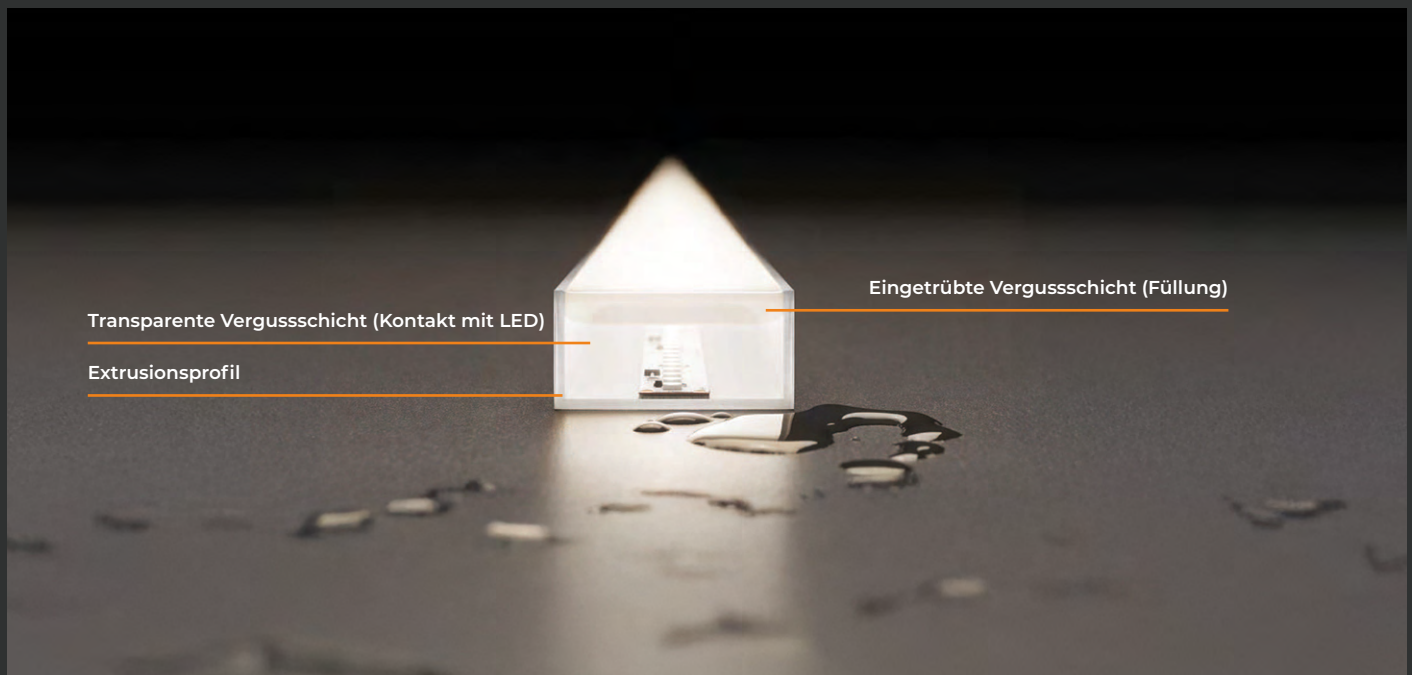 Eingetrübte Vergussschicht (Füllung)
Transparente Vergussschicht (Kontakt mit LED)
Extrusionsprofil